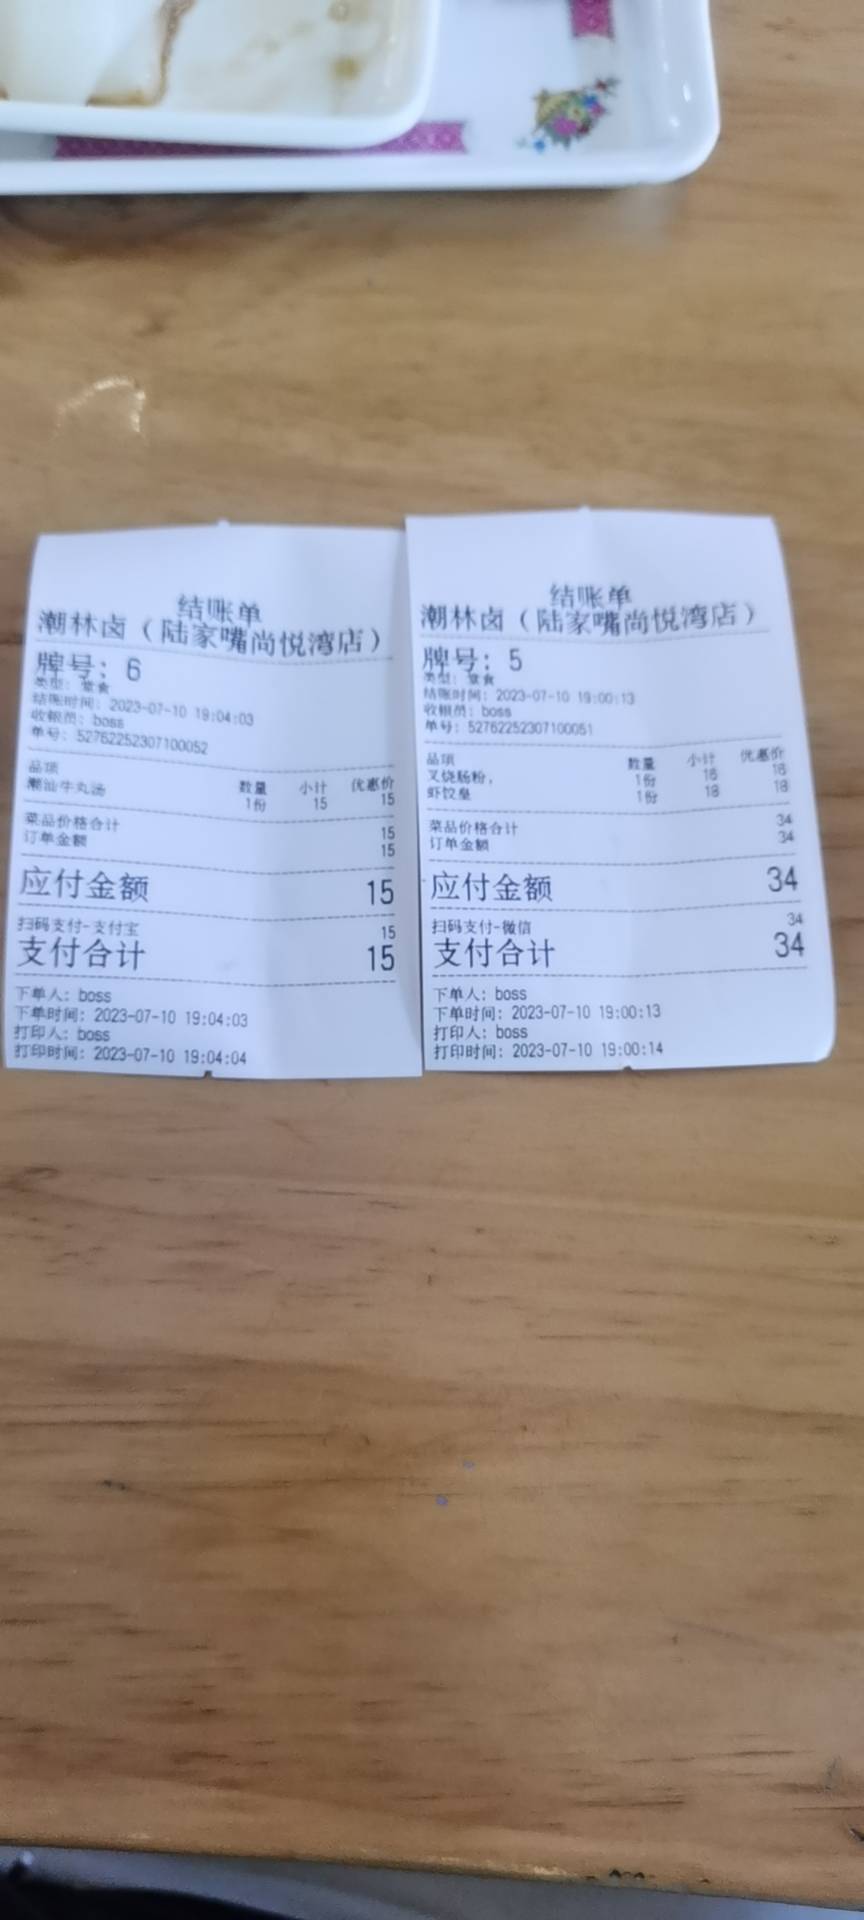 结账单
潮林卤（陆家嘴尚悦湾店）
牌号：6
类型：堂食
结账时间：2023-07-10 19:04:03
收银员：boss
单号：52762252307100052
品项 数量 小计 优惠价
潮汕牛丸汤 1份 15 15
菜品价格合计 15
订单金额 15
应付金额 15
扫码支付-支付宝 15
支付合计 15
下单人：boss
下单时间：2023-07-10 19:04:03
打印人：boss
打印时间：2023-07-10 19:04:04
结账单
潮林卤（陆家嘴尚悦湾店）
牌号：5
类型：堂食
结账时间：2023-07-10 19:00:13
收银员：boss
单号：52762252307100051
品项 数量 小计 优惠价
叉烧肠粉， 1份 16 16
虾饺皇 1份 18 18
菜品价格合计 34
订单金额 34
应付金额 34
扫码支付-微信 34
支付合计 34
下单人：boss
下单时间：2023-07-10 19:00:13
打印人：boss
打印时间：2023-07-10 19:00:14